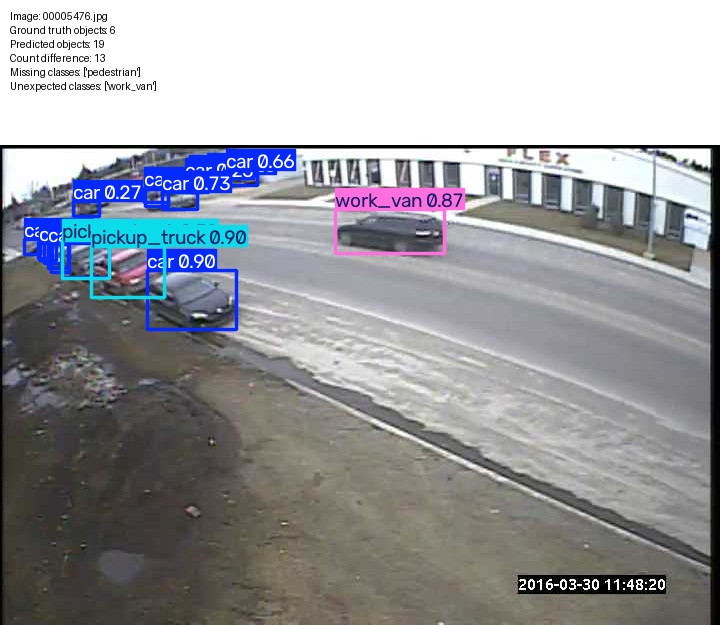 Image: 00005476.jpg
Ground truth objects: 6
Predicted objects: 19
Count difference: 13
Missing classes: ['pedestrian']
Unexpected classes: ['work_van']
FLEX
car 0.66
car 0.73
car 0.27
work_van 0.87
pickup_truck 0.90
car 0.90
2016-03-30 11:48:20